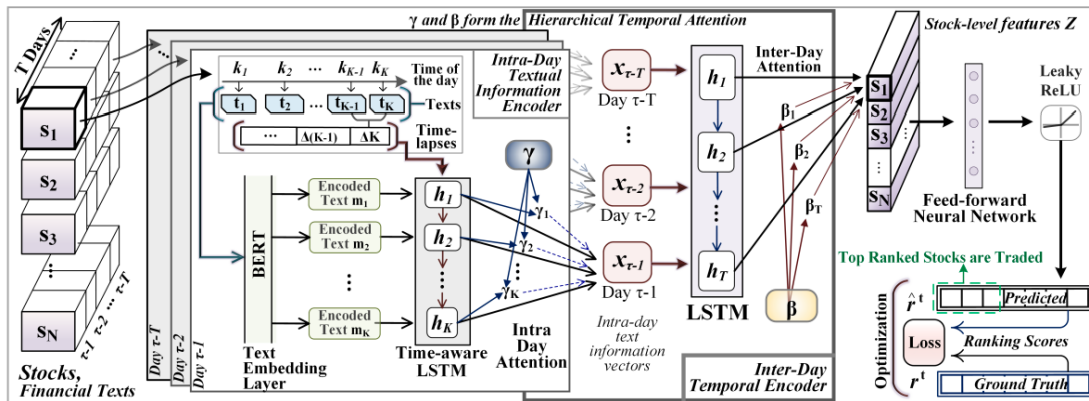 T Days
S1
S2
S3
SN
τ-1 τ-2 ... τ-T
Stocks,
Financial Texts
γ and β form the Hierarchical Temporal Attention
Day τ-T
Day τ-2
Day τ-1
k1 k2 ... kK-1 kK
Time of
the day
t1 t2 ... tK-1 tK
Texts
... Δ(K-1) ΔK
Time-
lapses
Intra-Day
Textual
Information
Encoder
BERT
Text
Embedding
Layer
Encoded
Text m1
Encoded
Text m2
Encoded
Text mK
h1
h2
hK
Time-aware
LSTM
γ
γ1
γ2
γK
Intra
Day
Attention
xτ-T
Day τ-T
xτ-2
Day τ-2
xτ-1
Day τ-1
Intra-day
text
information
vectors
h1
h2
hT
LSTM
Inter-Day
Attention
β1
β2
βT
β
Inter-Day
Temporal Encoder
Stock-level features Z
S1
S2
S3
SN
Feed-forward
Neural Network
Leaky
ReLU
Top Ranked Stocks are Traded
Optimization
r̂ t
Predicted
Loss
Ranking Scores
r t
Ground Truth